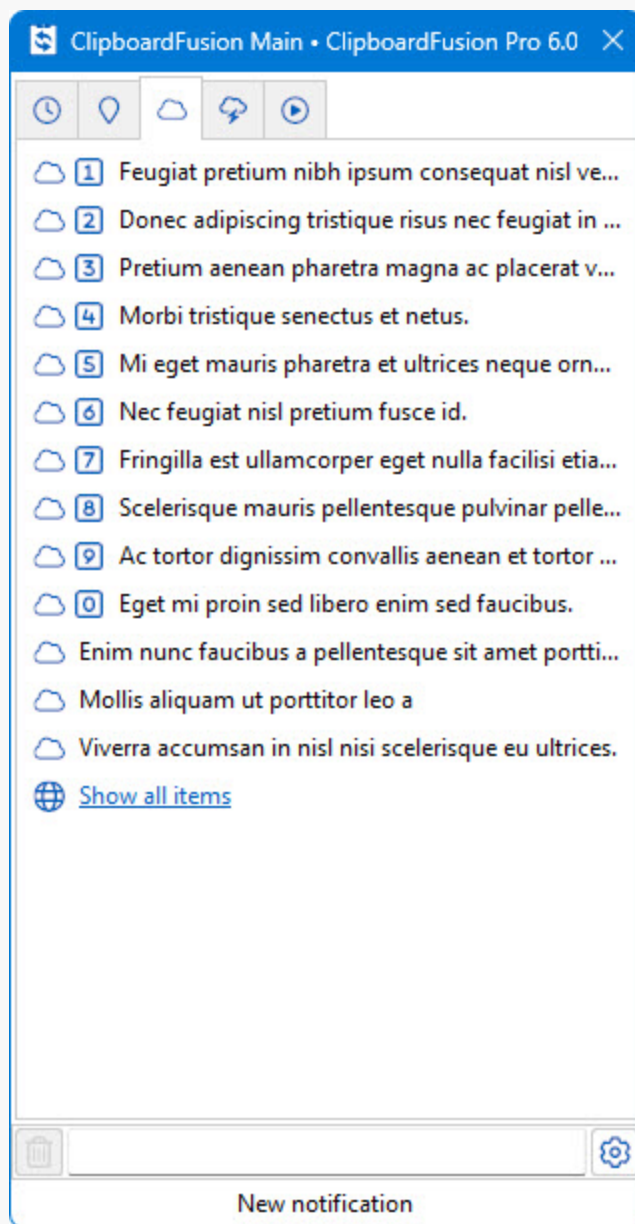 ClipboardFusion Main • ClipboardFusion Pro 6.0
1 Feugiat pretium nibh ipsum consequat nisl ve...
2 Donec adipiscing tristique risus nec feugiat in ...
3 Pretium aenean pharetra magna ac placerat v...
4 Morbi tristique senectus et netus.
5 Mi eget mauris pharetra et ultrices neque orn...
6 Nec feugiat nisl pretium fusce id.
7 Fringilla est ullamcorper eget nulla facilisi etia...
8 Scelerisque mauris pellentesque pulvinar pelle...
9 Ac tortor dignissim convallis aenean et tortor ...
0 Eget mi proin sed libero enim sed faucibus.
Enim nunc faucibus a pellentesque sit amet portti...
Mollis aliquam ut porttitor leo a
Viverra accumsan in nisl nisi scelerisque eu ultrices.
Show all items
New notification